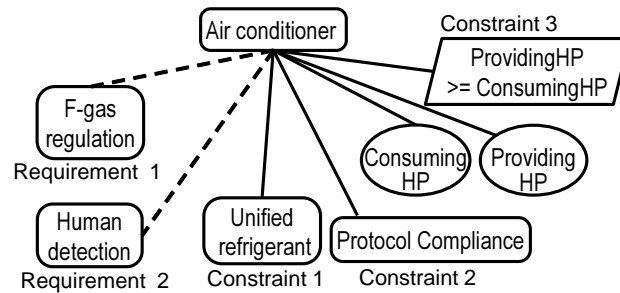 Air conditioner
Constraint 3
ProvidingHP
>= ConsumingHP
F-gas
regulation
Requirement 1
Consuming
HP
Providing
HP
Human
detection
Requirement 2
Unified
refrigerant
Constraint 1
Protocol Compliance
Constraint 2